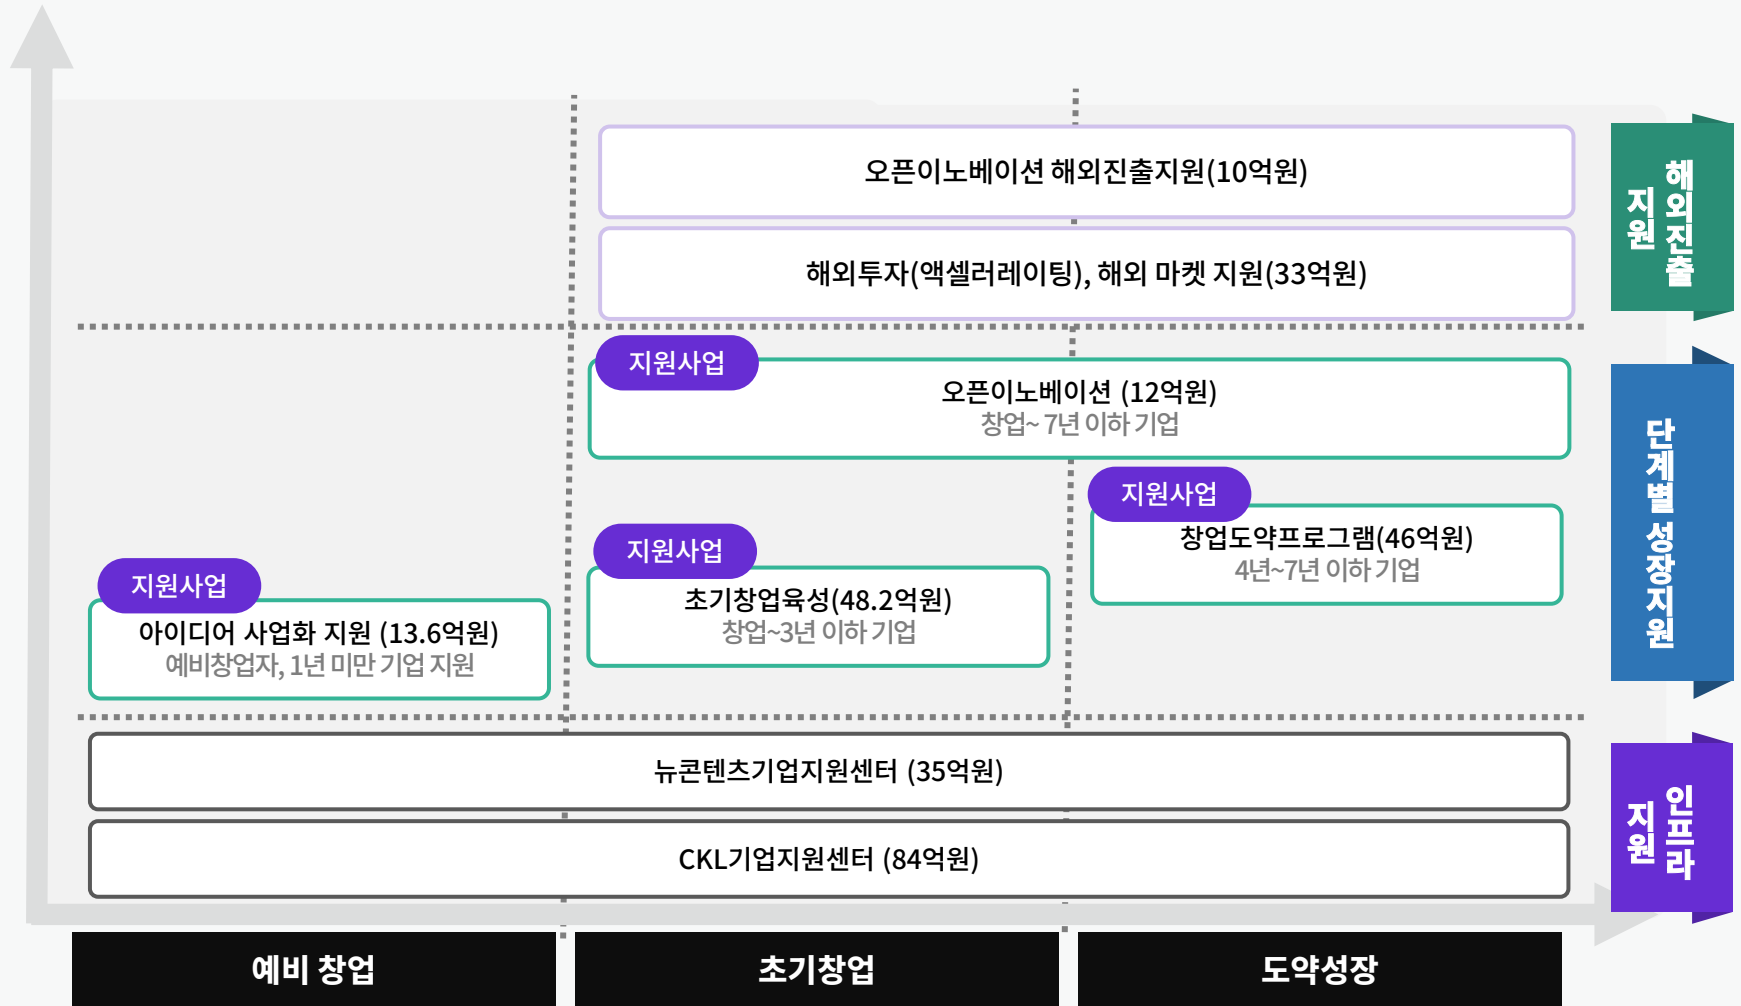 오픈이노베이션 해외진출지원(10억원)
해외투자(액셀러레이팅), 해외 마켓 지원(33억원)
해외진출
지원
지원사업
오픈이노베이션 (12억원)
창업~ 7년 이하 기업
지원사업
창업도약프로그램(46억원)
4년~7년 이하 기업
지원사업
초기창업육성(48.2억원)
창업~3년 이하 기업
지원사업
아이디어 사업화 지원 (13.6억원)
예비창업자, 1년 미만 기업 지원
단계별 성장지원
뉴콘텐츠기업지원센터 (35억원)
CKL기업지원센터 (84억원)
인프라
지원
예비 창업
초기창업
도약성장